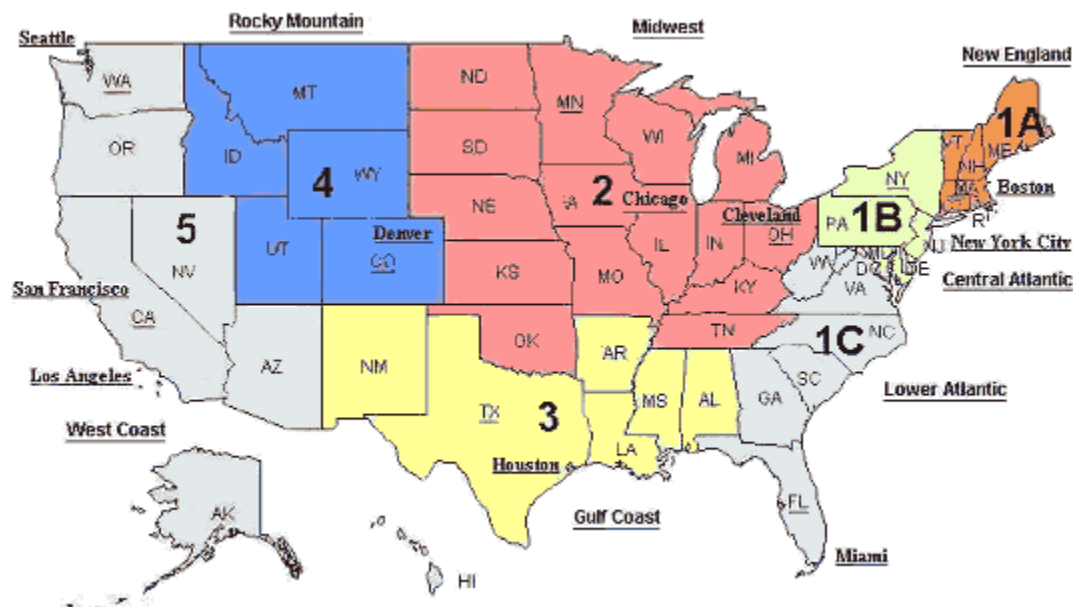 Rocky Mountain
Midwest
Seattle
New England
WA
MT
ND
MN
1A
VT
ME
OR
ID
WI
MI
NH
SD
WY
NY
MA
4
2
Boston
NE
IA
Chicago
Cleveland
PA
1B
RI
5
OH
NJ
New York City
UT
Denver
CO
IL
IN
MD
NV
WV
DC
DE
KS
MO
VA
Central Atlantic
San Francisco
KY
CA
TN
NC
OK
1C
AR
Los Angeles
AZ
NM
SC
Lower Atlantic
MS
AL
GA
TX
3
West Coast
LA
Houston
FL
AK
Gulf Coast
Miami
HI